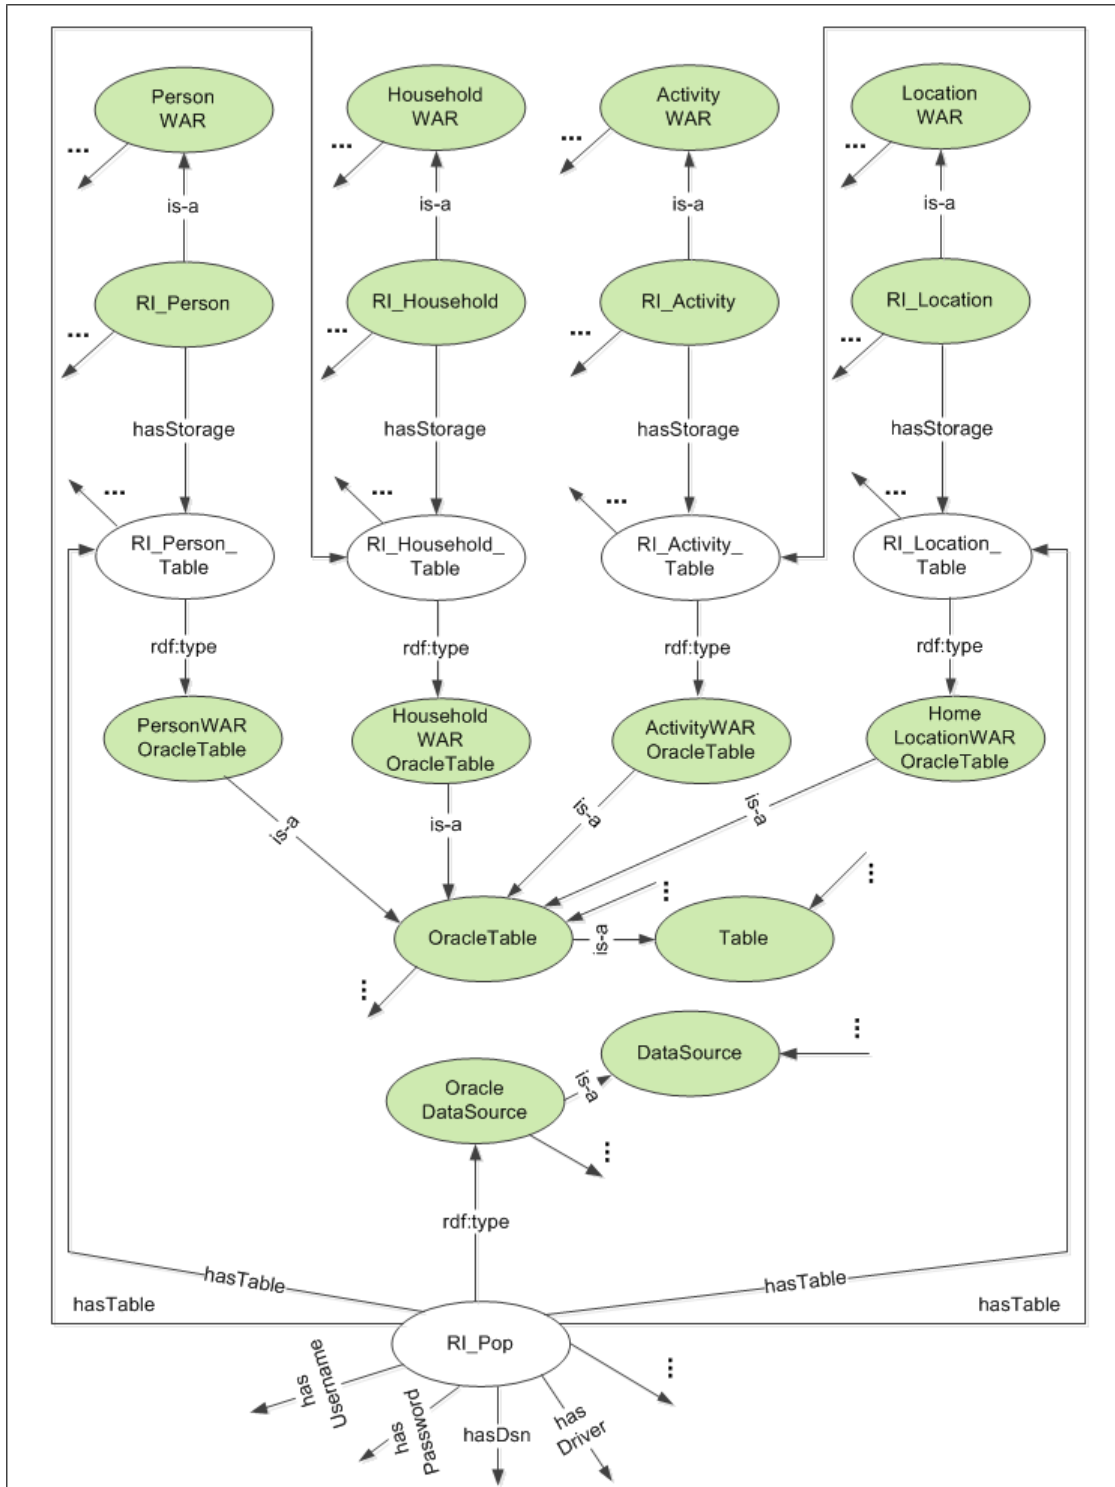 Person
WAR
Household
WAR
Activity
WAR
Location
WAR
...
...
...
...
is-a
is-a
is-a
is-a
RI_Person
RI_Household
RI_Activity
RI_Location
...
...
...
...
hasStorage
hasStorage
hasStorage
hasStorage
...
...
...
...
RI_Person_
Table
RI_Household_
Table
RI_Activity_
Table
RI_Location_
Table
rdf:type
rdf:type
rdf:type
rdf:type
PersonWAR
OracleTable
Household
WAR
OracleTable
ActivityWAR
OracleTable
Home
LocationWAR
OracleTable
is-a
is-a
is-a
is-a
...
...
OracleTable
is-a
Table
...
...
DataSource
Oracle
DataSource
is-a
...
rdf:type
hasTable
hasTable
hasTable
hasTable
RI_Pop
...
has
Username
has
Password
hasDsn
has
Driver